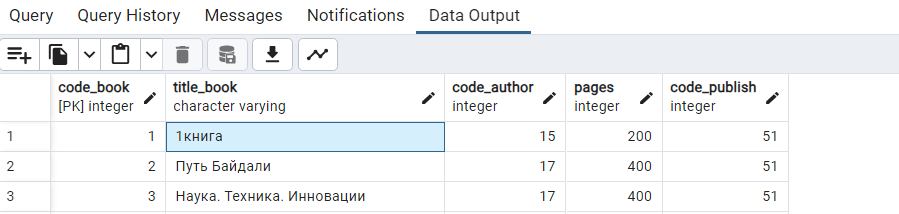 Query Query History Messages Notifications Data Output
code_book title_book code_author pages code_publish
[PK] integer character varying integer integer integer
1 1 1книга 15 200 51
2 2 Путь Байдали 17 400 51
3 3 Наука. Техника. Инновации 17 400 51